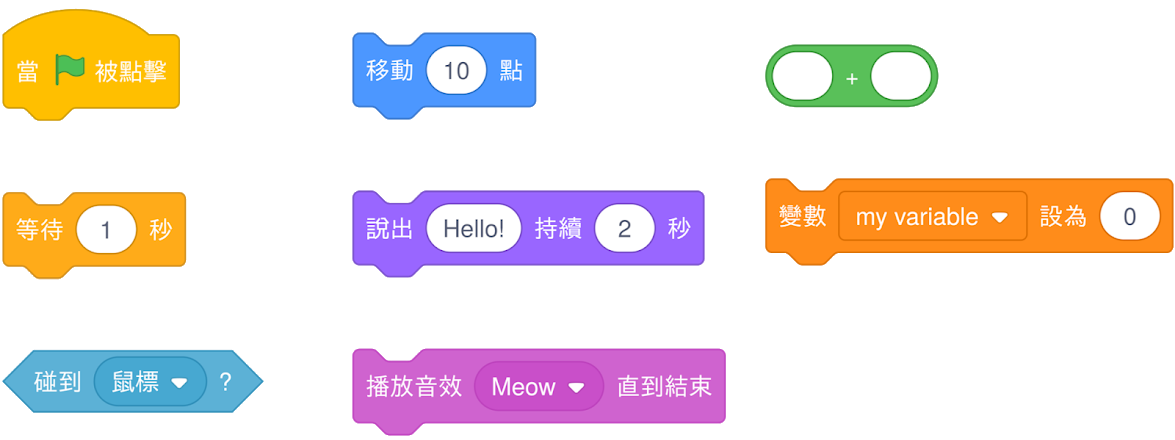 當 被點擊
移動 10 點
+
等待 1 秒
說出 Hello! 持續 2 秒
變數 my variable 設為 0
碰到 鼠標 ?
播放音效 Meow 直到結束